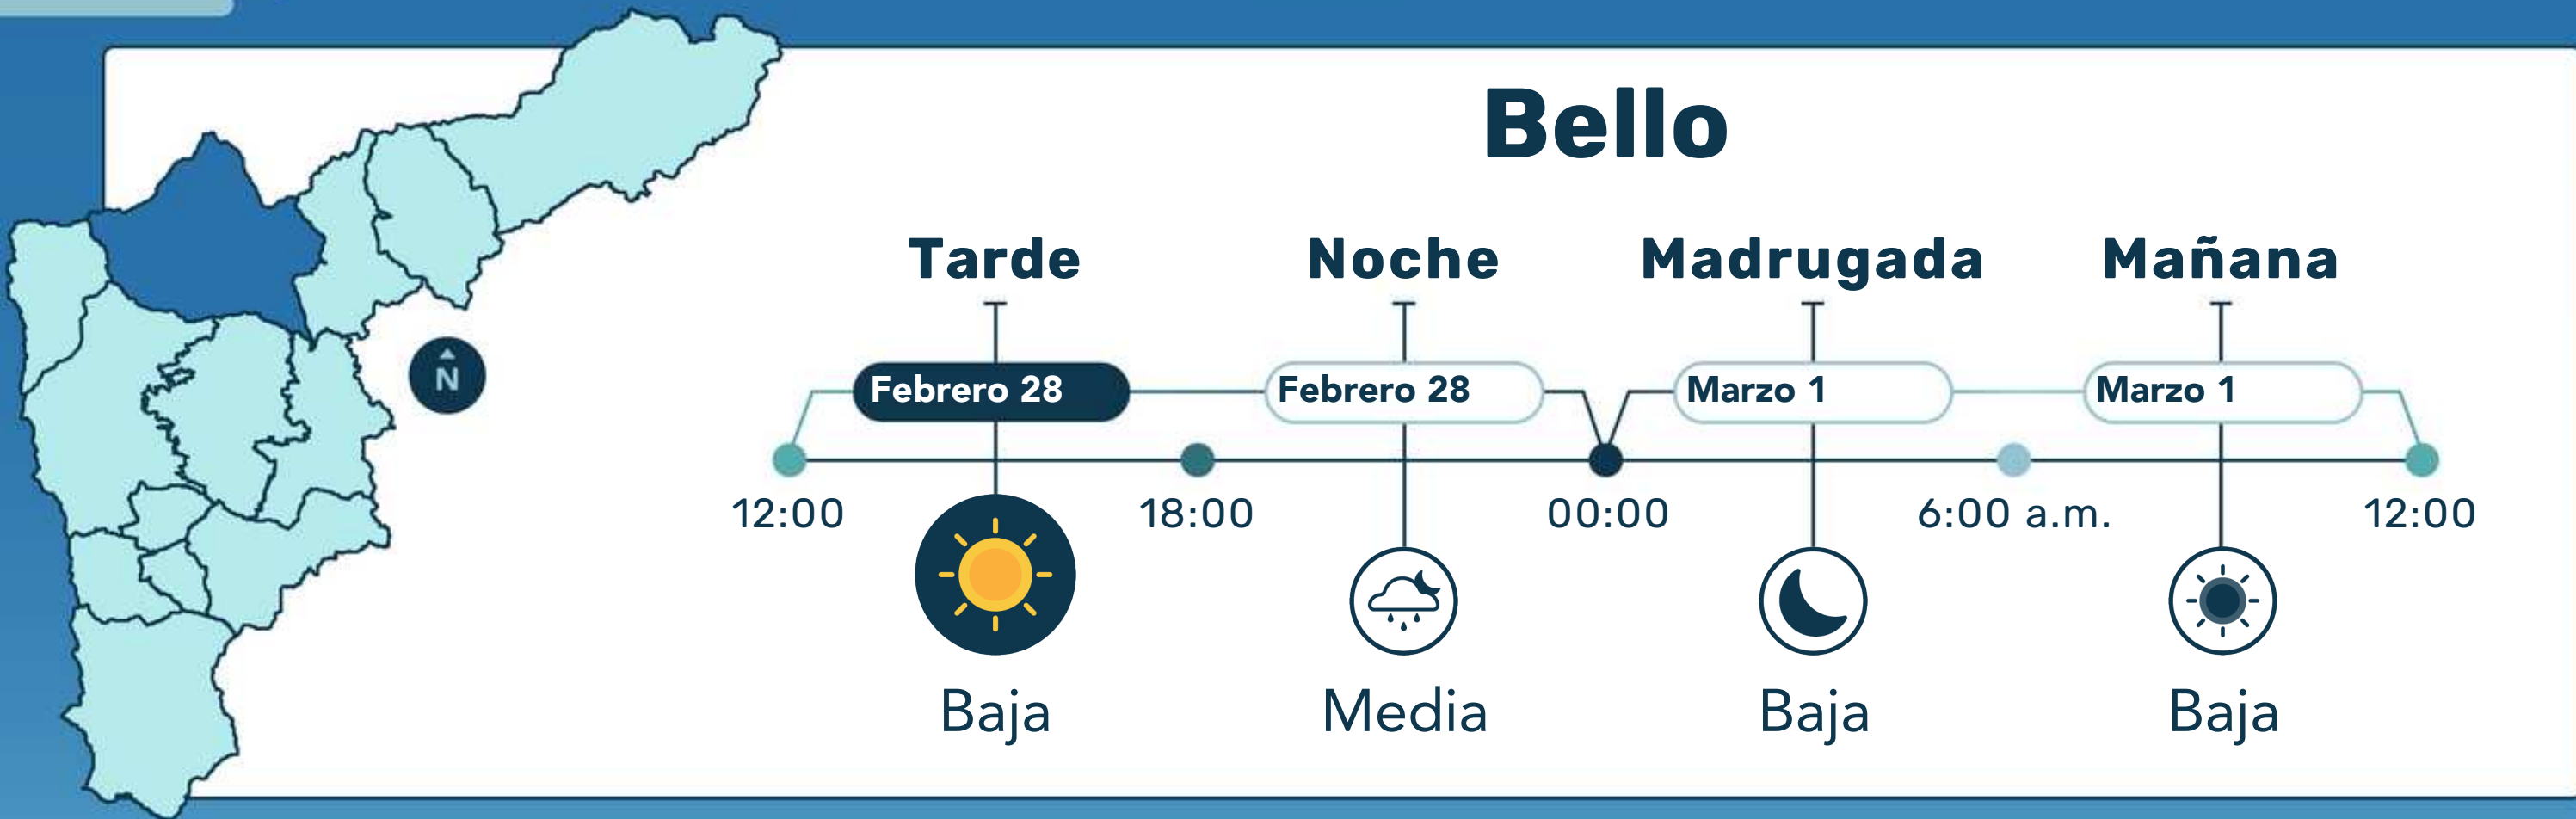 Bello
Tarde
Noche
Madrugada
Mañana
Febrero 28
Febrero 28
Marzo 1
Marzo 1
N
12:00
18:00
00:00
6:00 a.m.
12:00
Baja
Media
Baja
Baja